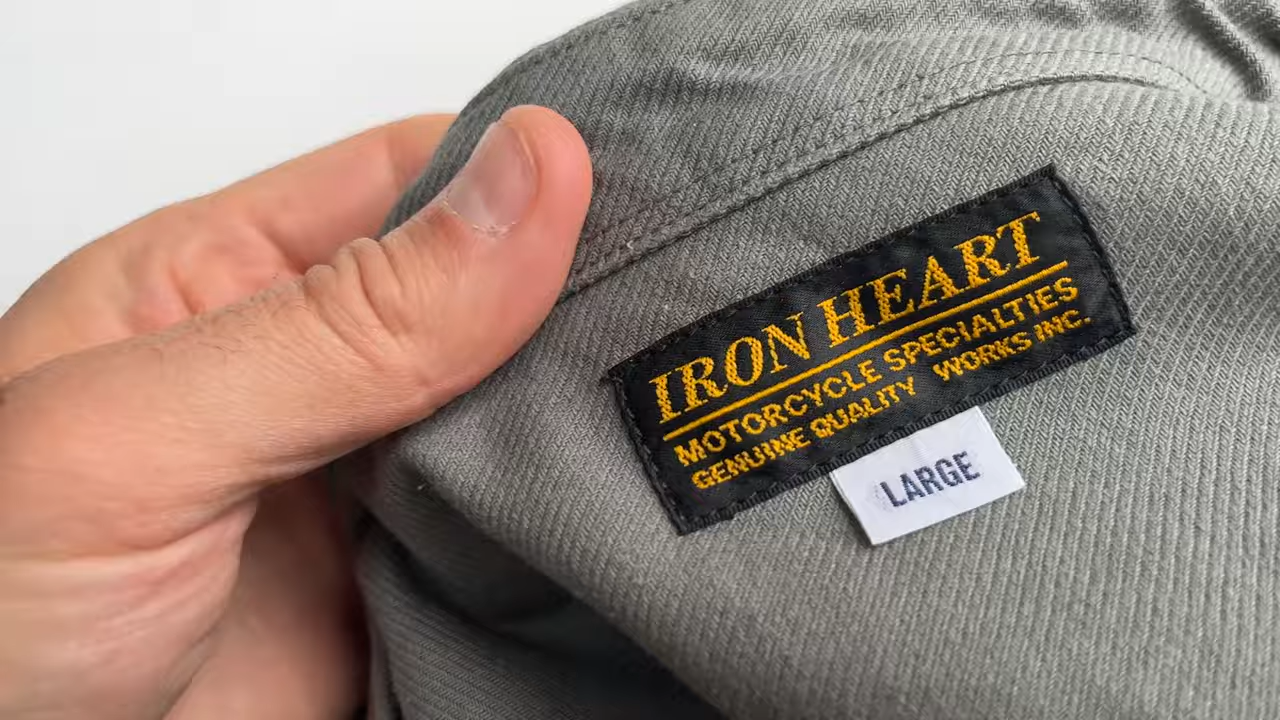 IRON HEART
MOTORCYCLE SPECIALTIES
GENUINE QUALITY WORKS INC.
LARGE